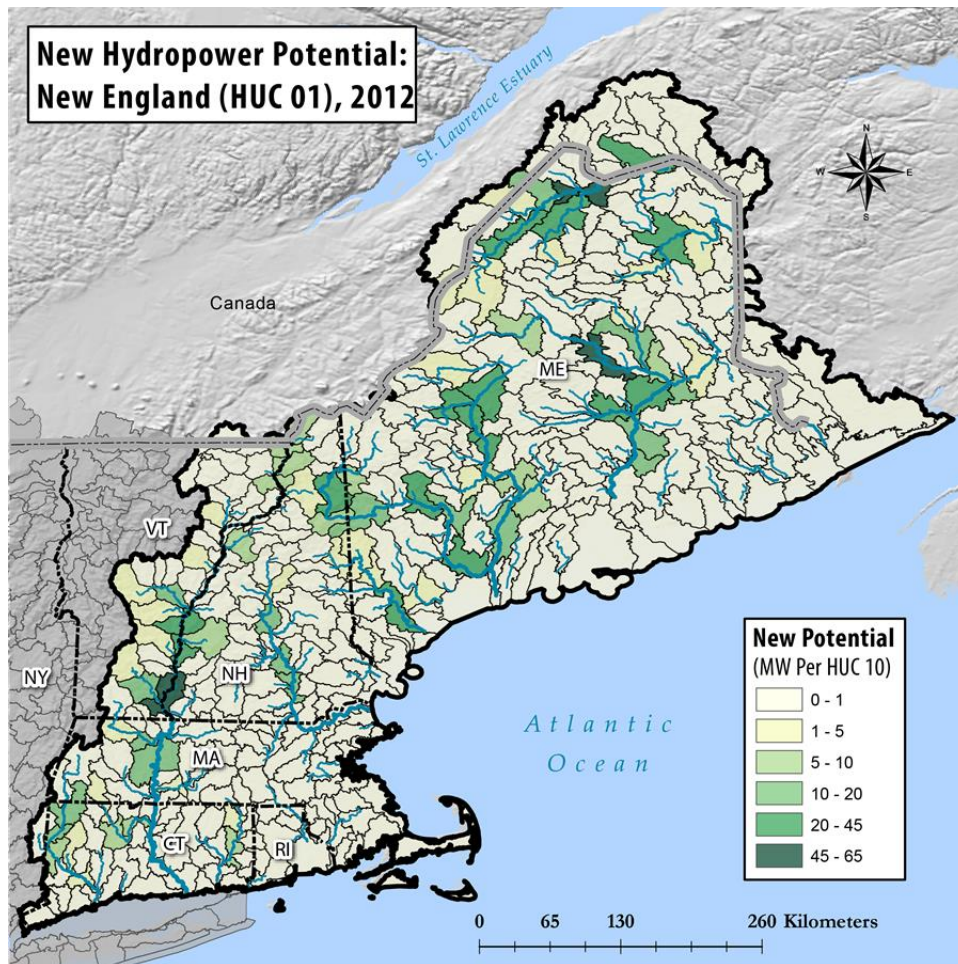 New Hydropower Potential:
New England (HUC 01), 2012
St. Lawrence Estuary
N
W
E
S
Canada
ME
VT
NY
NH
MA
CT
RI
Atlantic
Ocean
New Potential
(MW Per HUC 10)
0 - 1
1 - 5
5 - 10
10 - 20
20 - 45
45 - 65
0 65 130 260 Kilometers